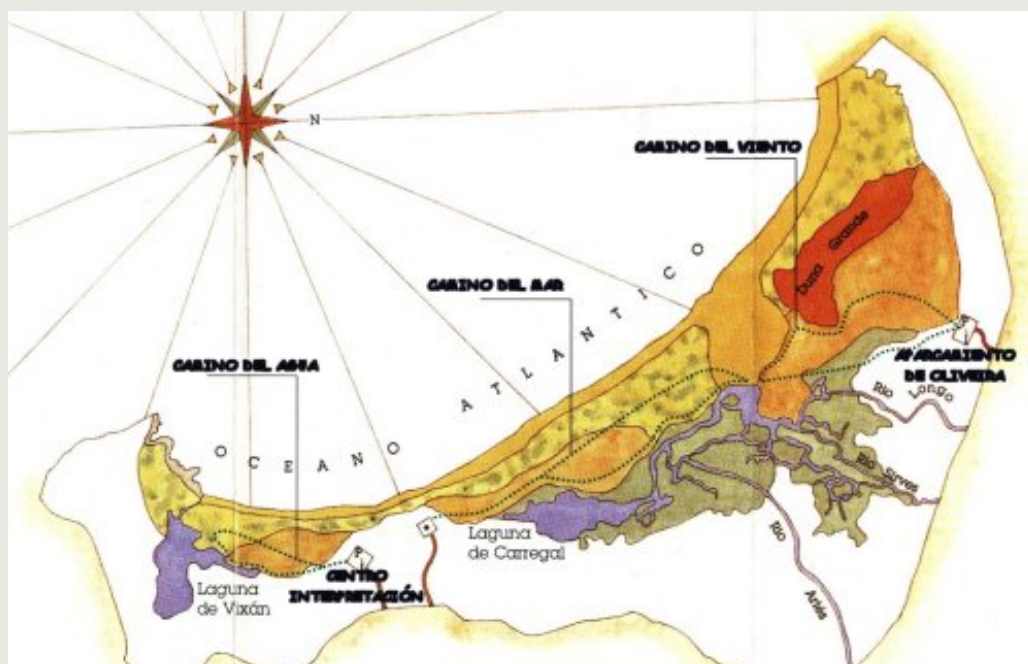 N
CAMINO DEL VIENTO
Duna Grande
CAMINO DEL MAR
OCEANO ATLANTICO
CAMINO DEL AGUA
P
APARCAMIENTO
DE OLIVEIRA
Río Longo
Río Sirves
Río Artés
Laguna
de Carregal
P
CENTRO
INTERPRETACIÓN
Laguna
de Vixán